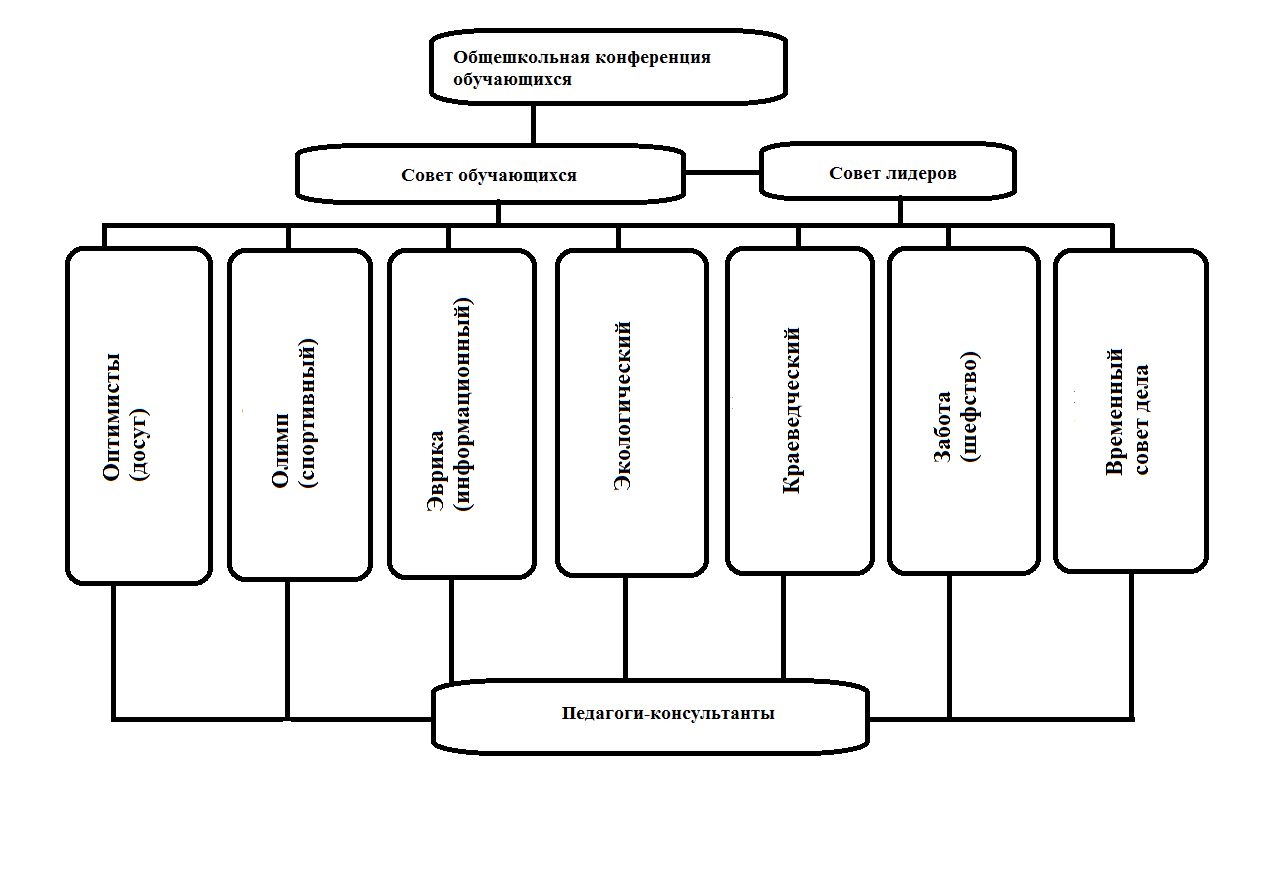 Общешкольная конференция
обучающихся
Совет обучающихся
Совет лидеров
Оптимисты
(досуг)
Олимп
(спортивный)
Эврика
(информационный)
Экологический
Краеведческий
Забота
(шефство)
Временный
совет дела
Педагоги-консультанты